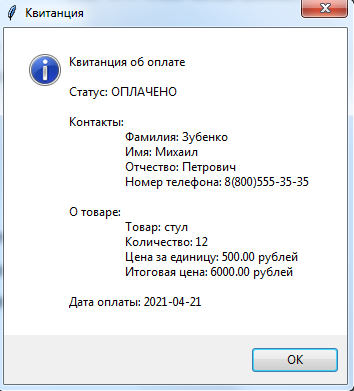 Квитанция
Квитанция об оплате
Статус: ОПЛАЧЕНО
Контакты:
Фамилия: Зубенко
Имя: Михаил
Отчество: Петрович
Номер телефона: 8(800)555-35-35
О товаре:
Товар: стул
Количество: 12
Цена за единицу: 500.00 рублей
Итоговая цена: 6000.00 рублей
Дата оплаты: 2021-04-21
ОК